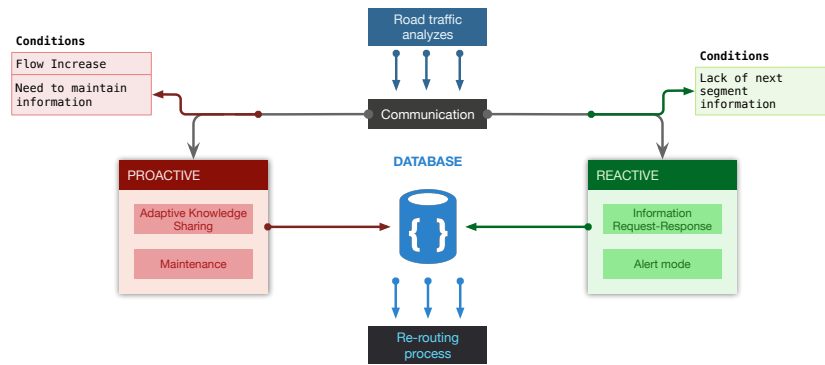 Road traffic
analyzes
Conditions
Flow Increase
Need to maintain
information
Conditions
Lack of next
segment
information
Communication
DATABASE
PROACTIVE
Adaptive Knowledge
Sharing
Maintenance
{ }
REACTIVE
Information
Request-Response
Alert mode
Re-routing
process